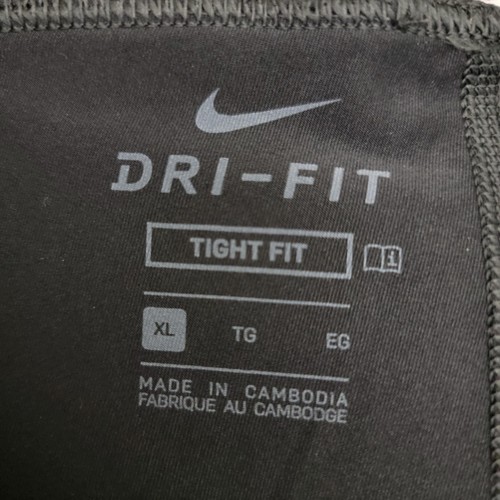 DRI-FIT
TIGHT FIT
XL TG EG
MADE IN CAMBODIA
FABRIQUE AU CAMBODGE